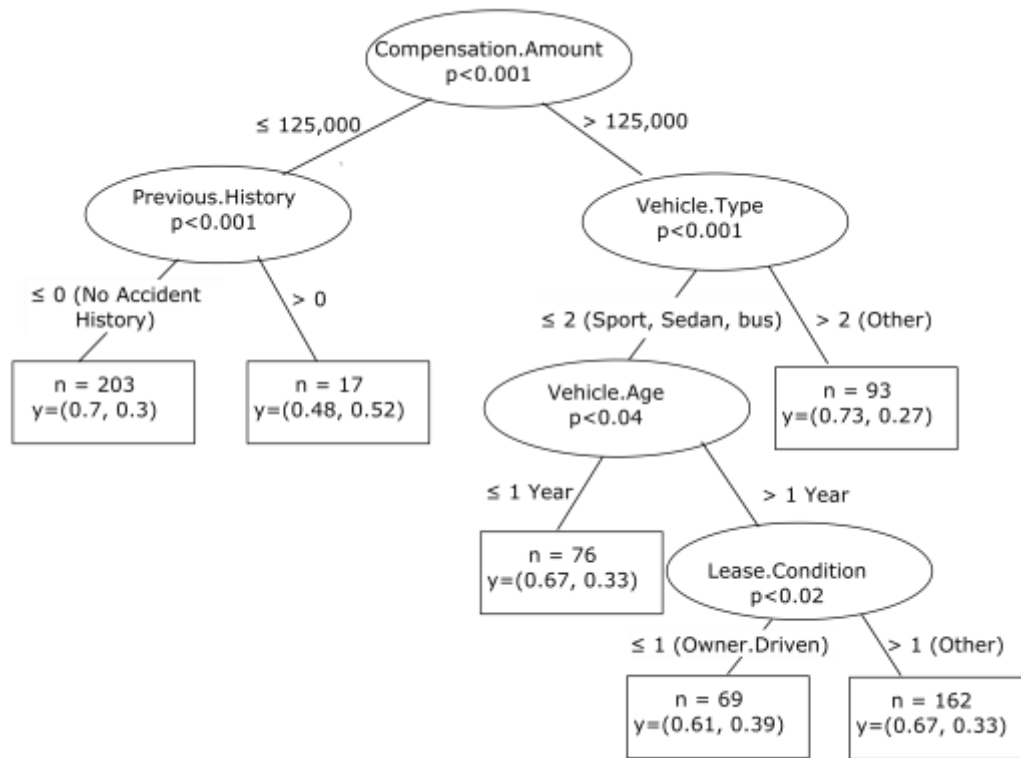 Compensation.Amount
p<0.001
≤ 125,000
> 125,000
Previous.History
p<0.001
Vehicle.Type
p<0.001
≤ 0 (No Accident
History)
> 0
≤ 2 (Sport, Sedan, bus)
> 2 (Other)
n = 203
y=(0.7, 0.3)
n = 17
y=(0.48, 0.52)
Vehicle.Age
p<0.04
n = 93
y=(0.73, 0.27)
≤ 1 Year
> 1 Year
n = 76
y=(0.67, 0.33)
Lease.Condition
p<0.02
≤ 1 (Owner.Driven)
> 1 (Other)
n = 69
y=(0.61, 0.39)
n = 162
y=(0.67, 0.33)